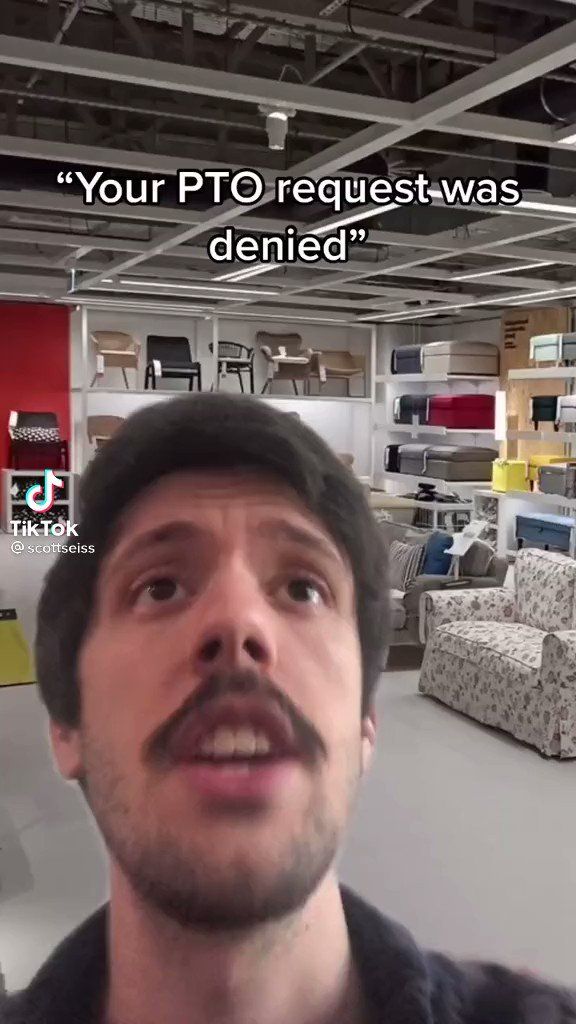 “Your PTO request was
denied”
TikTok
@scottseiss